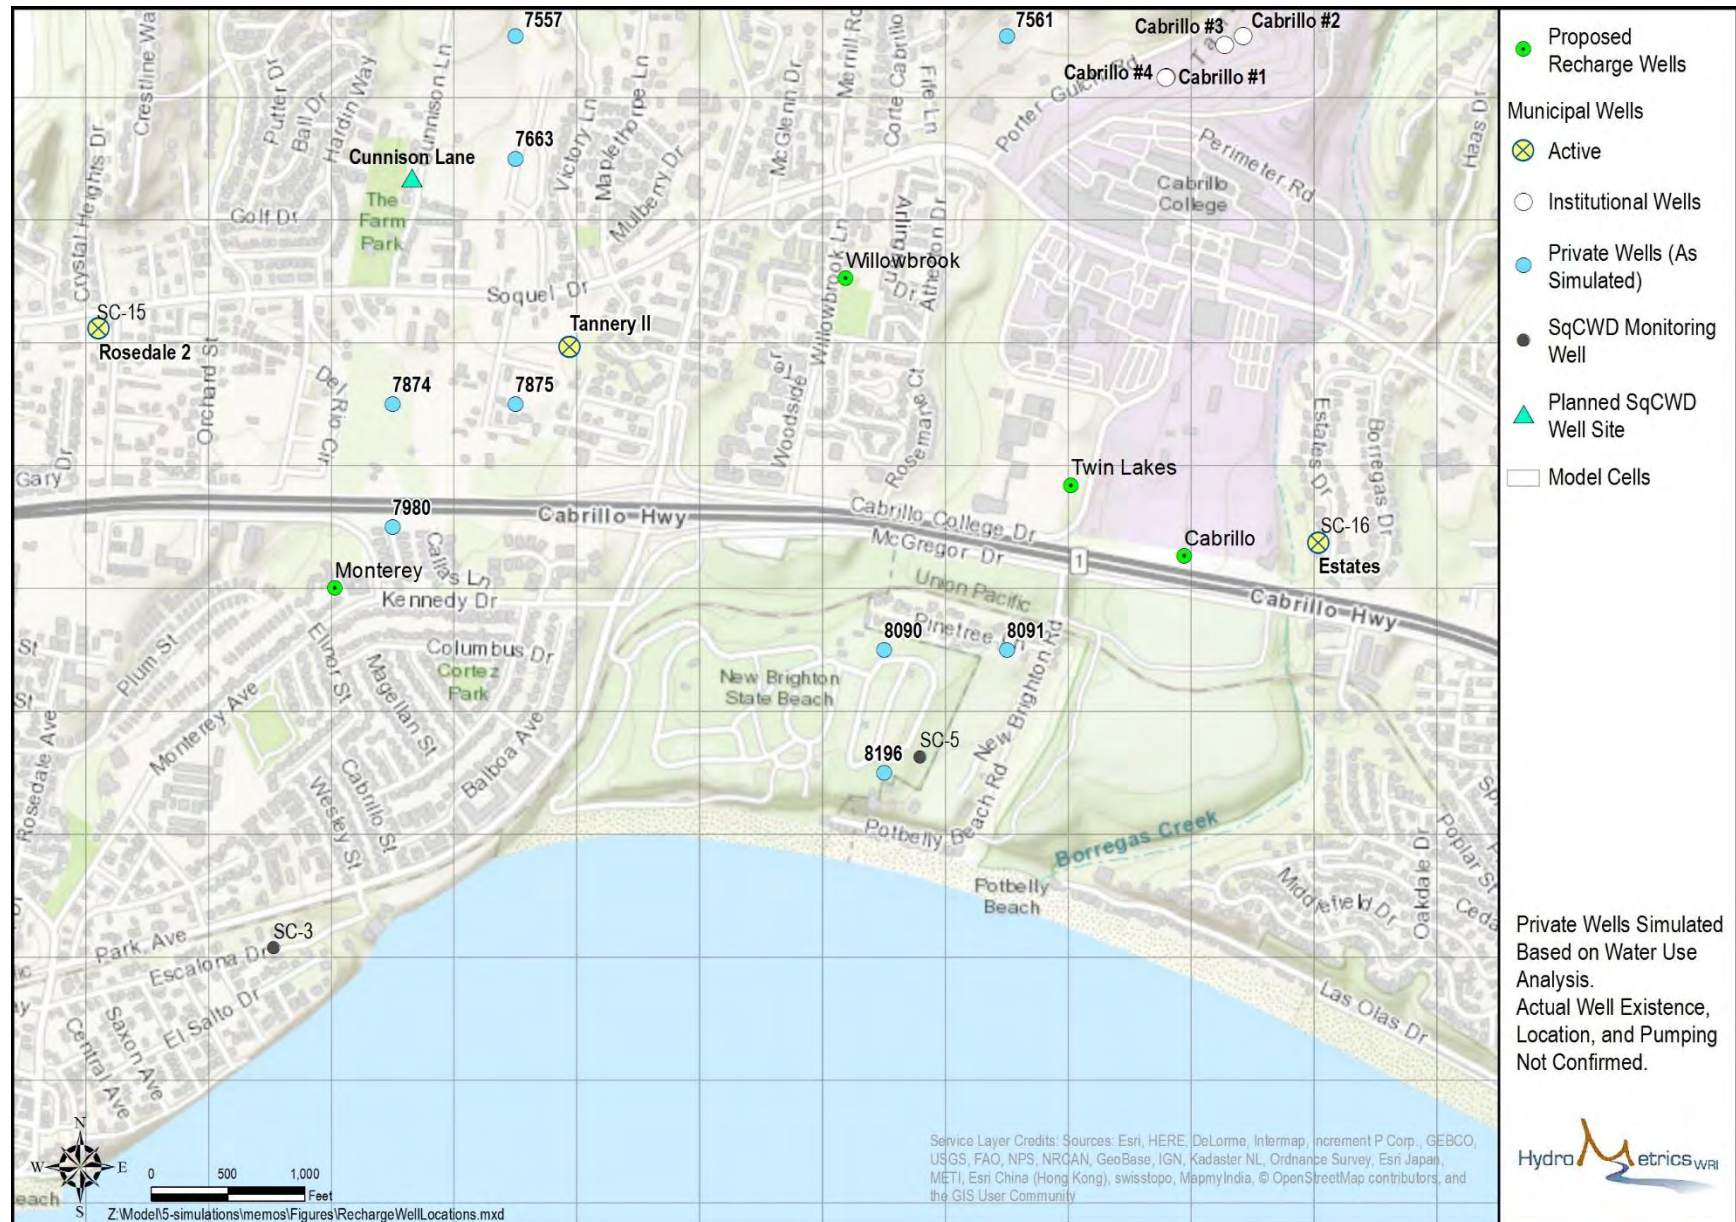 7557
7561
Cabrillo #3
Cabrillo #2
Cabrillo #4
Cabrillo #1
Crestline Wa
Putter Dr
Ball Dr
Hardin Way
Gunnison Ln
Victory Ln
Maplethorpe Ln
Mulberry Dr
McGlenn Dr
Merrill Rd
Corte Cabrillo
Fife Ln
Porter Gulch Rd
Perimeter Rd
Haas Dr
7663
Cunnison Lane
The
Farm
Park
Golf Dr
Crystal Heights Dr
Cabrillo
College
Atherton Dr
Willowbrook Ln
Willowbrook
Dr
Soquel Dr
SC-15
Rosedale 2
Tannery II
Orchard St
Del Rio Cir
7874
7875
Woodside
Ter
Rosemarie Ct
Estates Dr
Borregas Dr
Gary Dr
Twin Lakes
7980
Cabrillo Hwy
Cabrillo College Dr
McGregor Dr
1
Cabrillo
SC-16
Estates
Cabrillo Hwy
Monterey
Callas Ln
Kennedy Dr
Union Pacific
Pinetree Ln
8090
8091
St
Plum St
Elinor St
Columbus Dr
Cortez
Park
Magellan St
New Brighton
State Beach
New Brighton Rd
St
Rosedale Ave
Monterey Ave
Balboa Ave
Cabrillo St
Wesley St
8196
SC-5
Potbelly Beach Rd
Borregas Creek
Potbelly
Beach
Middlefield Dr
Oakdale Dr
Poplar St
Sp
Ceda
Park Ave
SC-3
Escalona Dr
El Salto Dr
Saxon Ave
Central Ave
Las Olas Dr
each
N
W
E
S
0 500 1,000
Feet
Z:\Model\5-simulations\memos\Figures\RechargeWellLocations.mxd
Service Layer Credits: Sources: Esri, HERE, DeLorme, Intermap, increment P Corp., GEBCO,
USGS, FAO, NPS, NRCAN, GeoBase, IGN, Kadaster NL, Ordnance Survey, Esri Japan,
METI, Esri China (Hong Kong), swisstopo, MapmyIndia, © OpenStreetMap contributors, and
the GIS User Community
Proposed
Recharge Wells
Municipal Wells
Active
Institutional Wells
Private Wells (As
Simulated)
SqCWD Monitoring
Well
Planned SqCWD
Well Site
Model Cells
Private Wells Simulated
Based on Water Use
Analysis.
Actual Well Existence,
Location, and Pumping
Not Confirmed.
HydroMetrics WRI